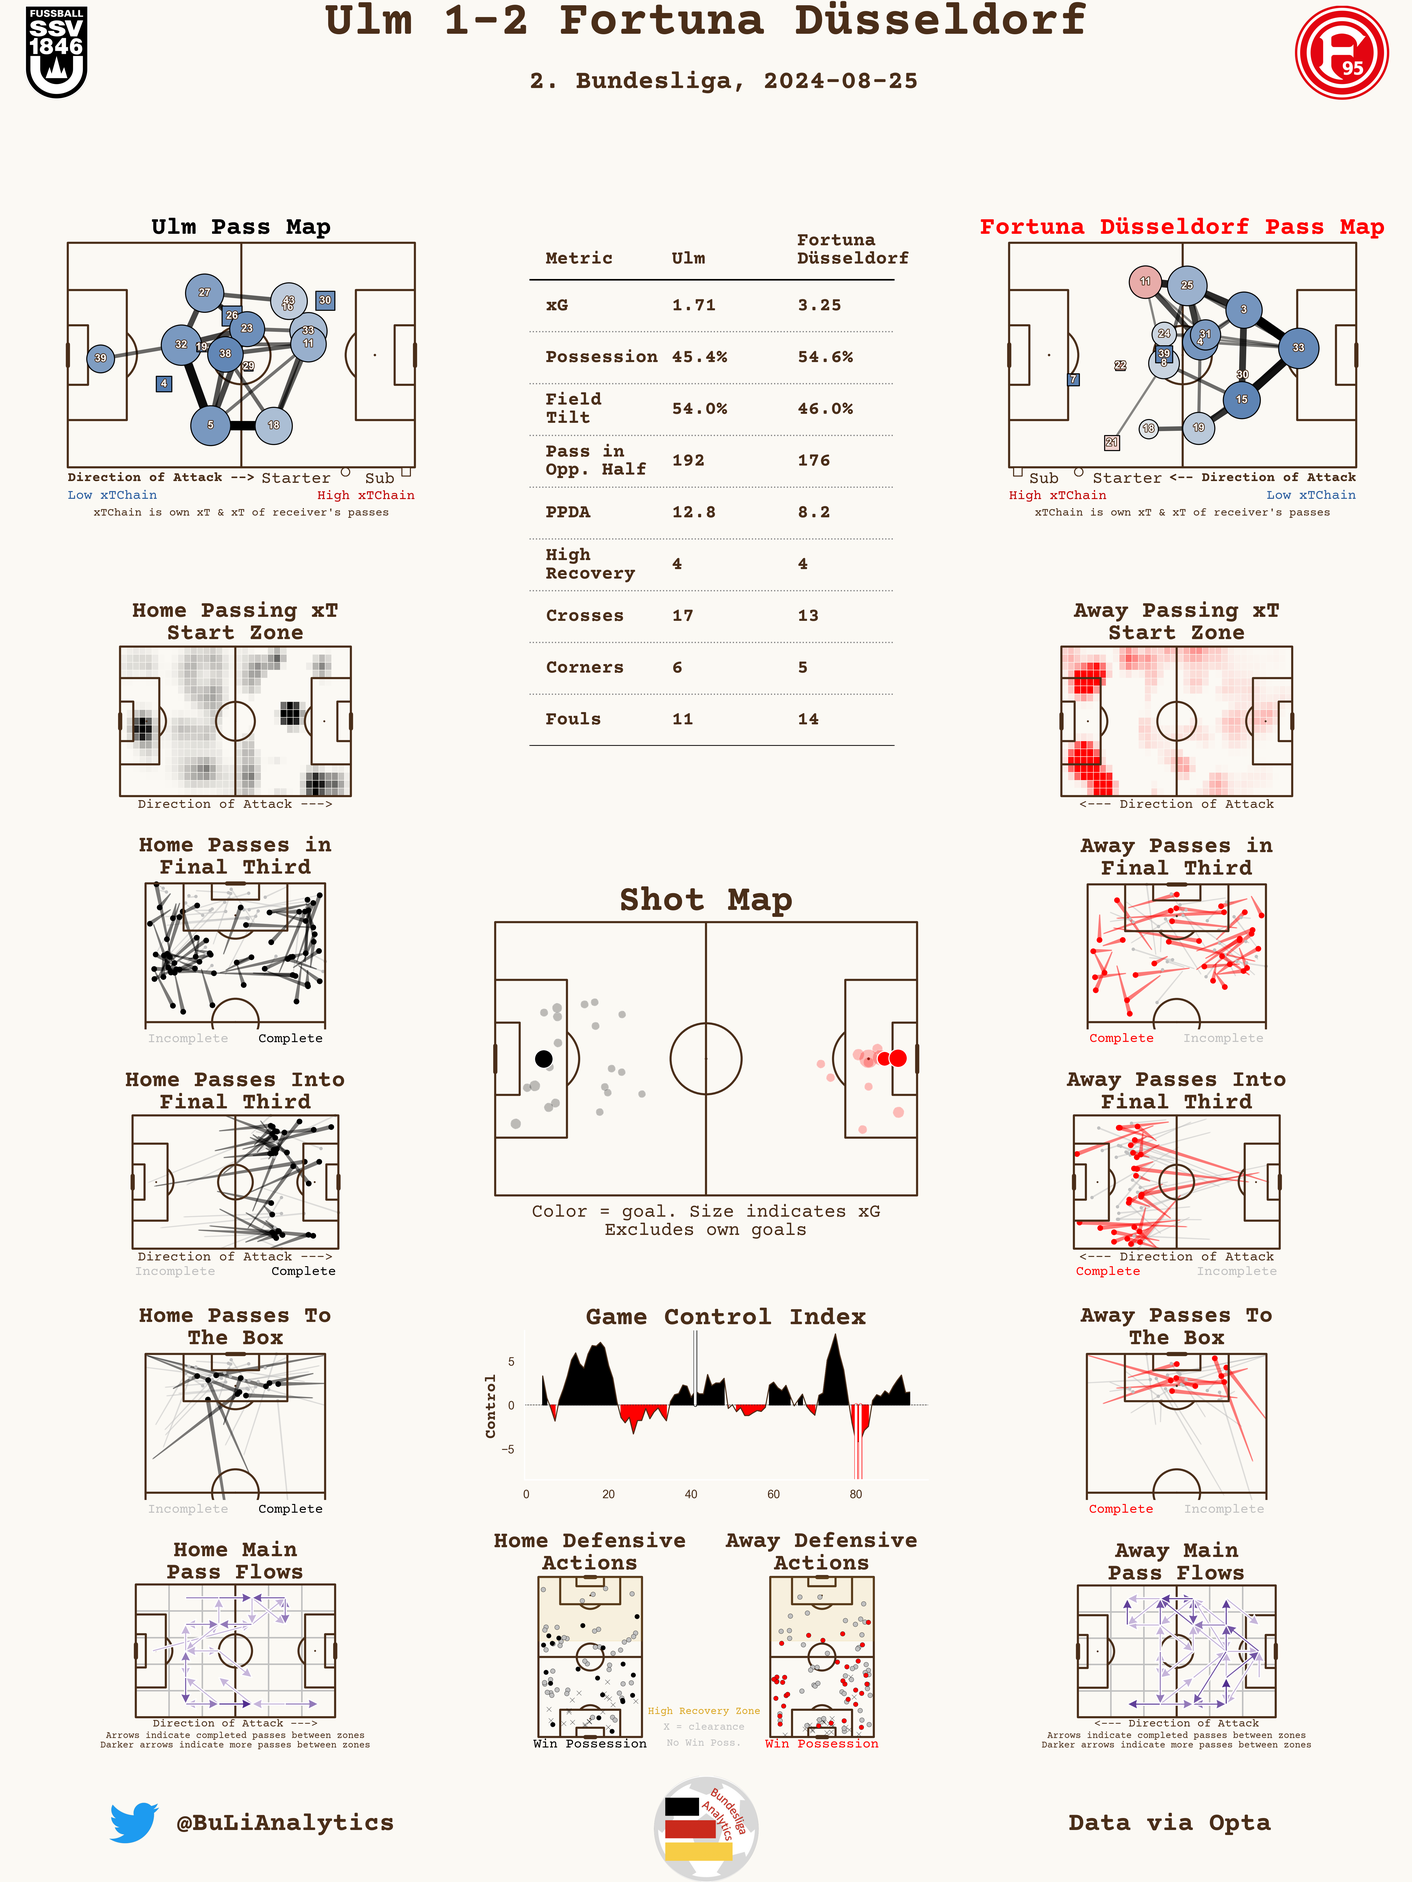 FUSSBALL
SSV
1846
Ulm 1-2 Fortuna Düsseldorf
F
95
2. Bundesliga, 2024-08-25
Ulm Pass Map
27
43
16
30
26
23
33
11
32
19
38
39
29
4
5
18
Direction of Attack --> Starter Sub
Low xTChain High xTChain
xTChain is own xT & xT of receiver's passes
Metric Ulm Fortuna Düsseldorf
xG 1.71 3.25
Possession 45.4% 54.6%
Field Tilt 54.0% 46.0%
Pass in Opp. Half 192 176
PPDA 12.8 8.2
High Recovery 4 4
Crosses 17 13
Corners 6 5
Fouls 11 14
Fortuna Düsseldorf Pass Map
11
25
3
24
31
4
39
8
33
22
7
30
15
18
19
21
Sub Starter <-- Direction of Attack
High xTChain Low xTChain
xTChain is own xT & xT of receiver's passes
Home Passing xT
Start Zone
Direction of Attack --->
Away Passing xT
Start Zone
<--- Direction of Attack
Home Passes in
Final Third
Incomplete Complete
Shot Map
Color = goal. Size indicates xG
Excludes own goals
Away Passes in
Final Third
Complete Incomplete
Home Passes Into
Final Third
Direction of Attack --->
Incomplete Complete
Away Passes Into
Final Third
<--- Direction of Attack
Complete Incomplete
Home Passes To
The Box
Incomplete Complete
Game Control Index
Control
5
0
−5
0 20 40 60 80
Away Passes To
The Box
Complete Incomplete
Home Main
Pass Flows
Direction of Attack --->
Arrows indicate completed passes between zones
Darker arrows indicate more passes between zones
Home Defensive
Actions
Win Possession
High Recovery Zone
X = clearance
No Win Poss.
Away Defensive
Actions
Win Possession
Away Main
Pass Flows
<--- Direction of Attack
Arrows indicate completed passes between zones
Darker arrows indicate more passes between zones
@BuLiAnalytics
Bundesliga
Analytics
Data via Opta